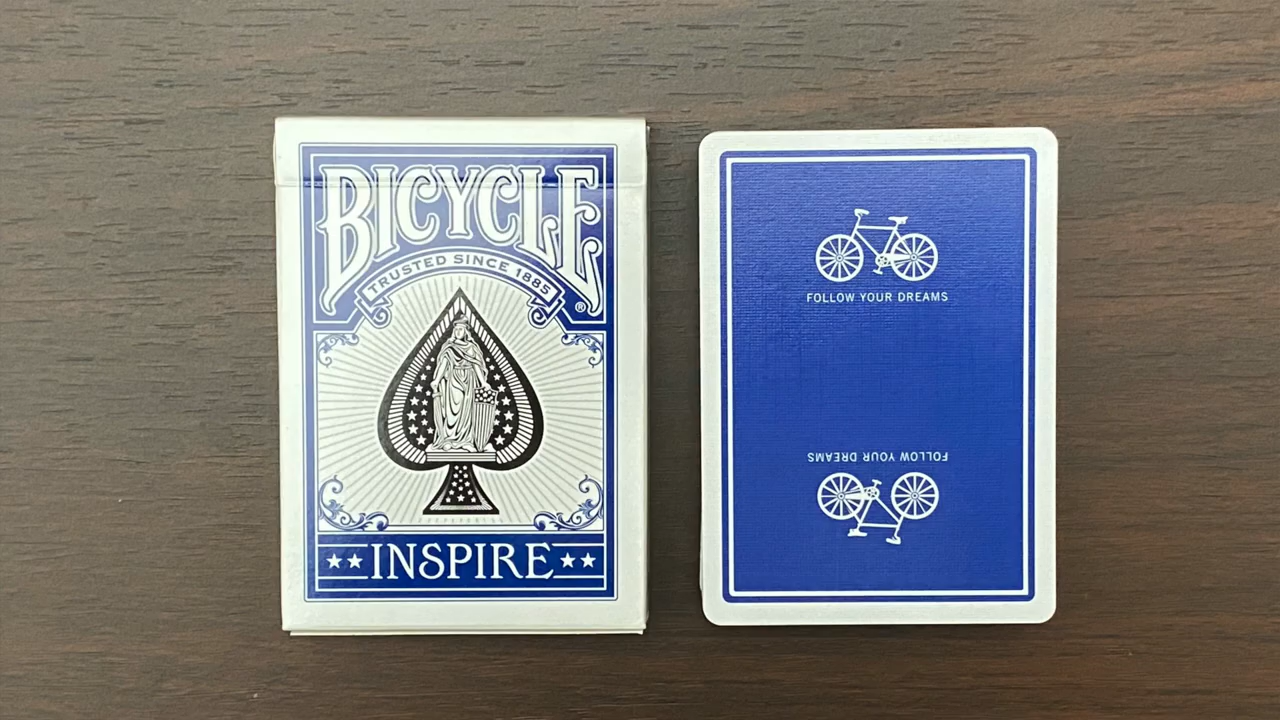 BICYCLE
TRUSTED SINCE 1885
®
INSPIRE
FOLLOW YOUR DREAMS
FOLLOW YOUR DREAMS